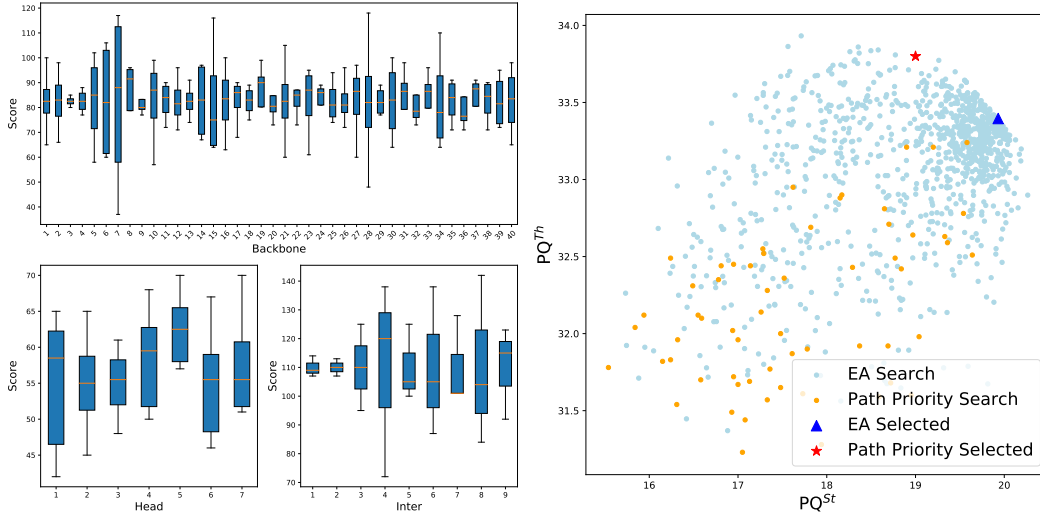 120
110
100
90
80
70
60
50
40
Score
1 2 3 4 5 6 7 8 9 10 11 12 13 14 15 16 17 18 19 20 21 22 23 24 25 26 27 28 29 30 31 32 33 34 35 36 37 38 39 40
Backbone
70
65
60
55
50
45
Score
1 2 3 4 5 6 7
Head
140
130
120
110
100
90
80
70
Score
1 2 3 4 5 6 7 8 9
Inter
34.0
33.5
33.0
32.5
32.0
31.5
PQ^Th
EA Search
Path Priority Search
EA Selected
Path Priority Selected
16 17 18 19 20
PQ^St